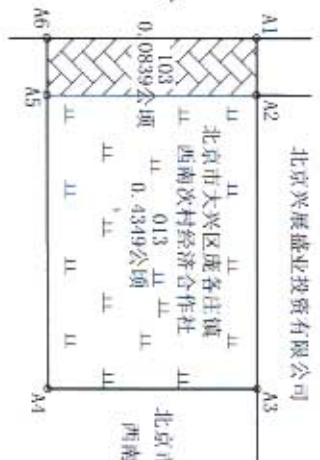 A1
A6
103
0.0839公顷
A2
A5
北京兴展盛业投资有限公司
北京市大兴区庞各庄镇
西南次村经济合作社
013
0.4349公顷
A3
A4
北京市
西南